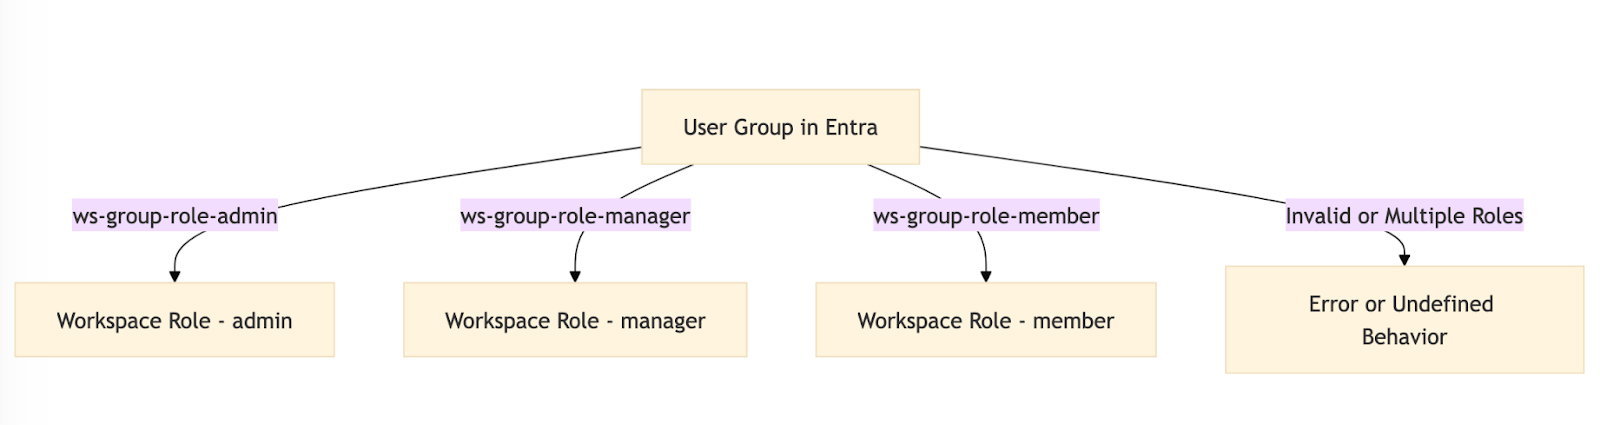 User Group in Entra
ws-group-role-admin
ws-group-role-manager
ws-group-role-member
Invalid or Multiple Roles
Workspace Role - admin
Workspace Role - manager
Workspace Role - member
Error or Undefined
Behavior